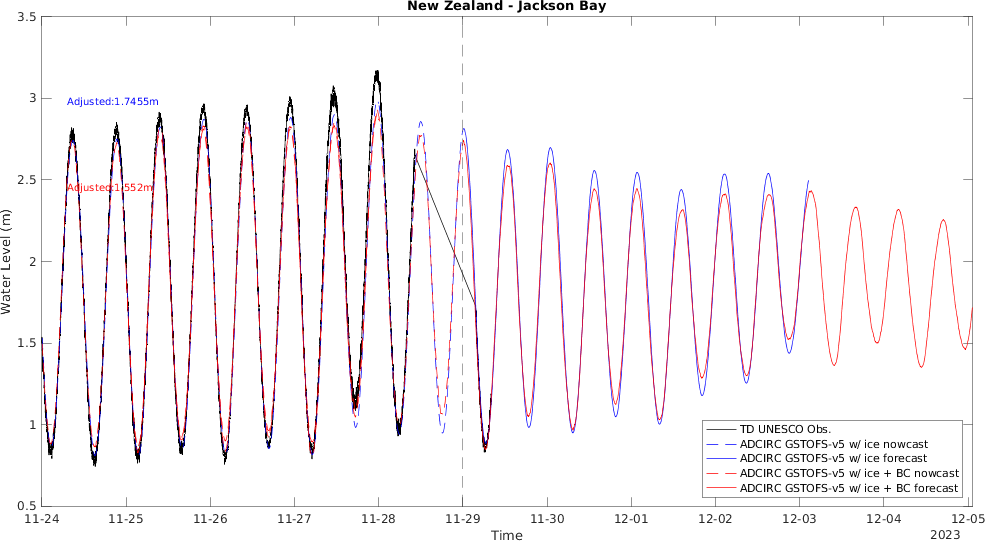 New Zealand - Jackson Bay
3.5
3
2.5
2
1.5
1
0.5
Water Level (m)
Adjusted:1.7455m
Adjusted:1.552m
TD UNESCO Obs.
ADCIRC GSTOFS-v5 w/ ice nowcast
ADCIRC GSTOFS-v5 w/ ice forecast
ADCIRC GSTOFS-v5 w/ ice + BC nowcast
ADCIRC GSTOFS-v5 w/ ice + BC forecast
11-24 11-25 11-26 11-27 11-28 11-29 11-30 12-01 12-02 12-03 12-04 12-05
Time
2023